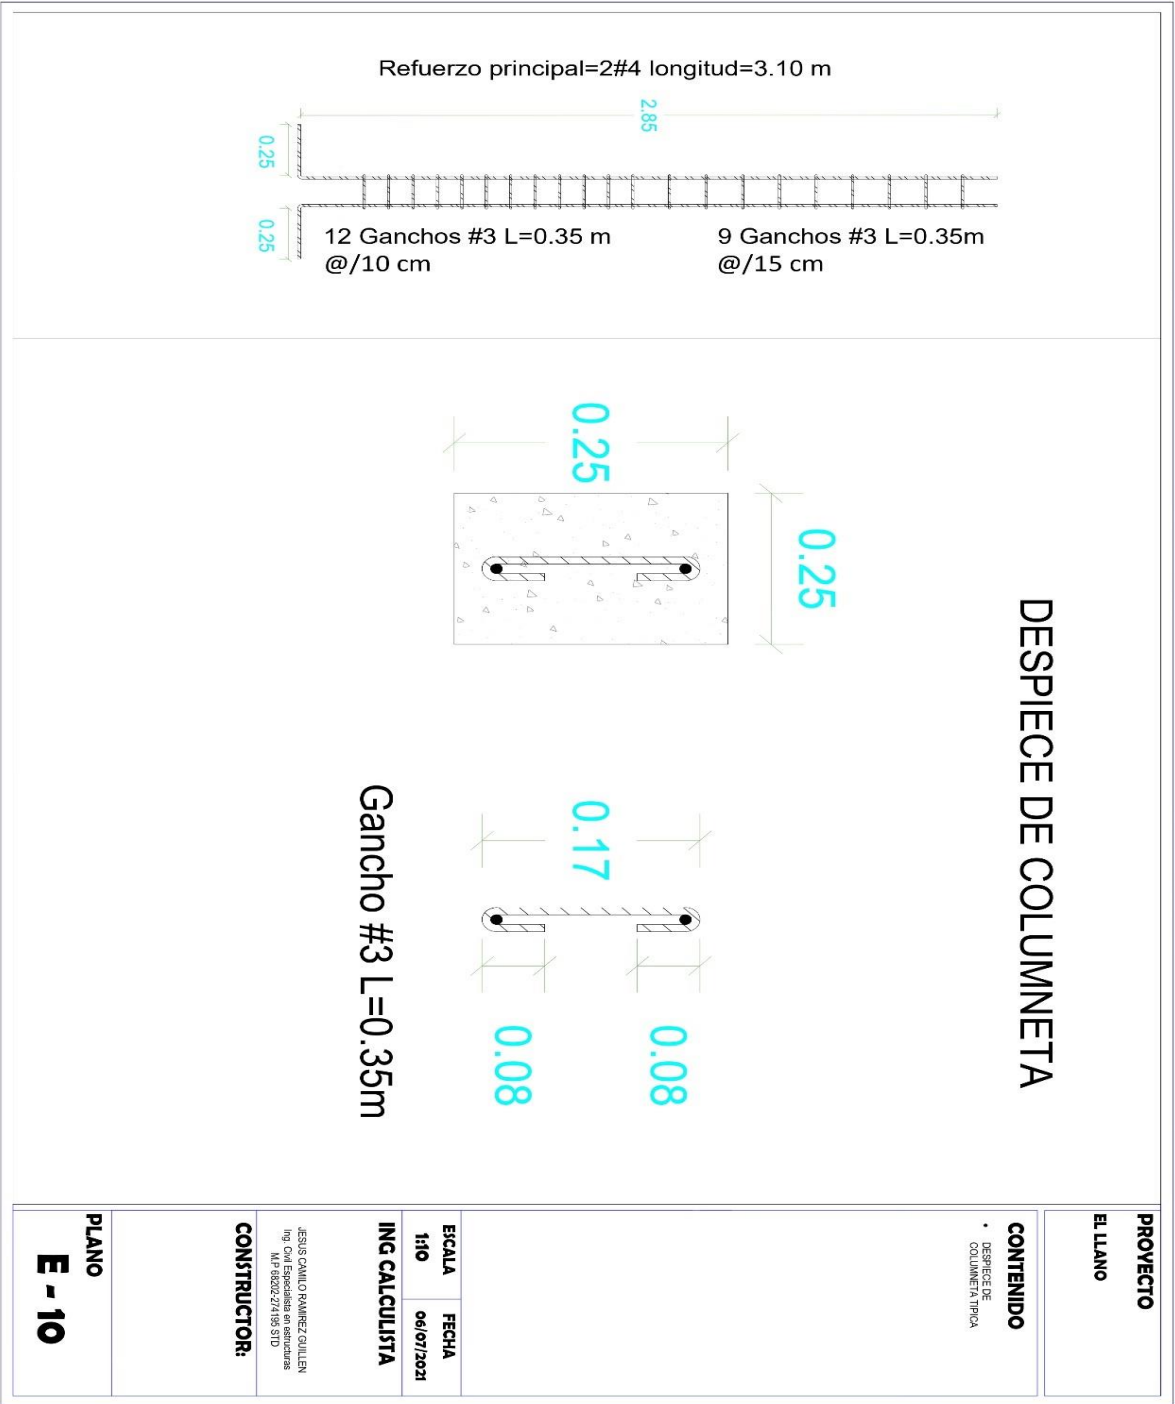 Refuerzo principal=2#4 longitud=3.10 m
2.85
0.25
0.25
12 Ganchos #3 L=0.35 m
@/10 cm
9 Ganchos #3 L=0.35m
@/15 cm
DESPIECE DE COLUMNETA
0.25
0.25
0.17
0.08
0.08
Gancho #3 L=0.35m
PROYECTO
EL LLANO
CONTENIDO
• DESPIECE DE
COLUMNETA TIPICA
ESCALA
1:10
FECHA
06/07/2021
ING CALCULISTA
JESUS CAMILO RAMIREZ GUILLEN
Ing. Civil Especialista en estructuras
M.P 68202-274195 STD
CONSTRUCTOR:
PLANO
E - 10